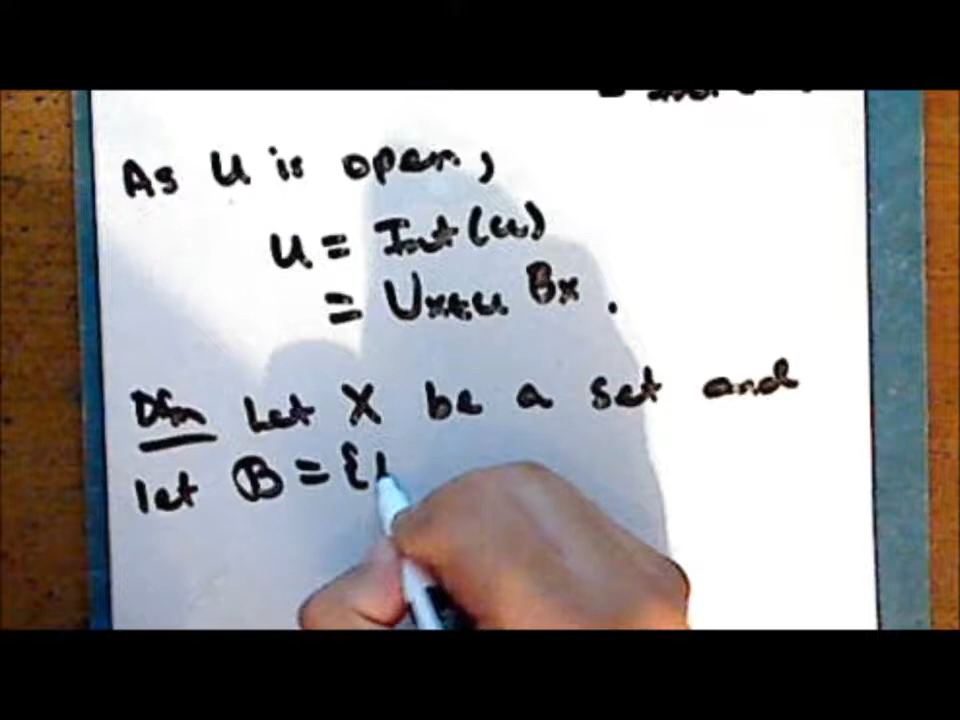 As U is open,
U = Int(U)
= ∪x∈U Bx.
Dfn Let X be a set and
let B = {